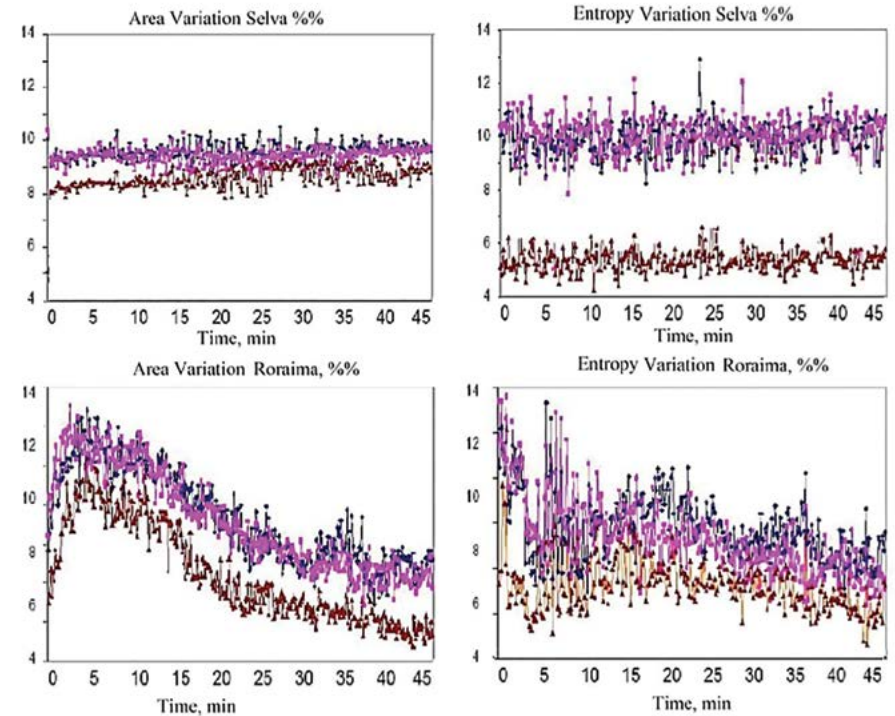 Area Variation Selva %%
14
12
10
8
6
4
0 5 10 15 20 25 30 35 40 45
Time, min
Entropy Variation Selva %%
14
12
10
8
6
4
0 5 10 15 20 25 30 35 40 45
Time, min
Area Variation Roraima, %%
14
12
10
8
6
4
0 5 10 15 20 25 30 35 40 45
Time, min
Entropy Variation Roraima, %%
14
12
10
8
6
4
0 5 10 15 20 25 30 35 40 45
Time, min